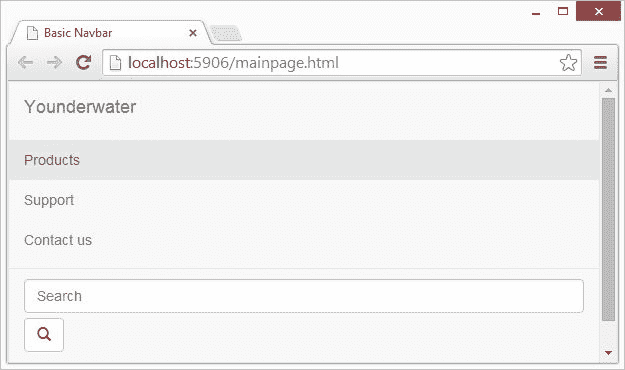 Basic Navbar
localhost:5906/mainpage.html
Younderwater
Products
Support
Contact us
Search